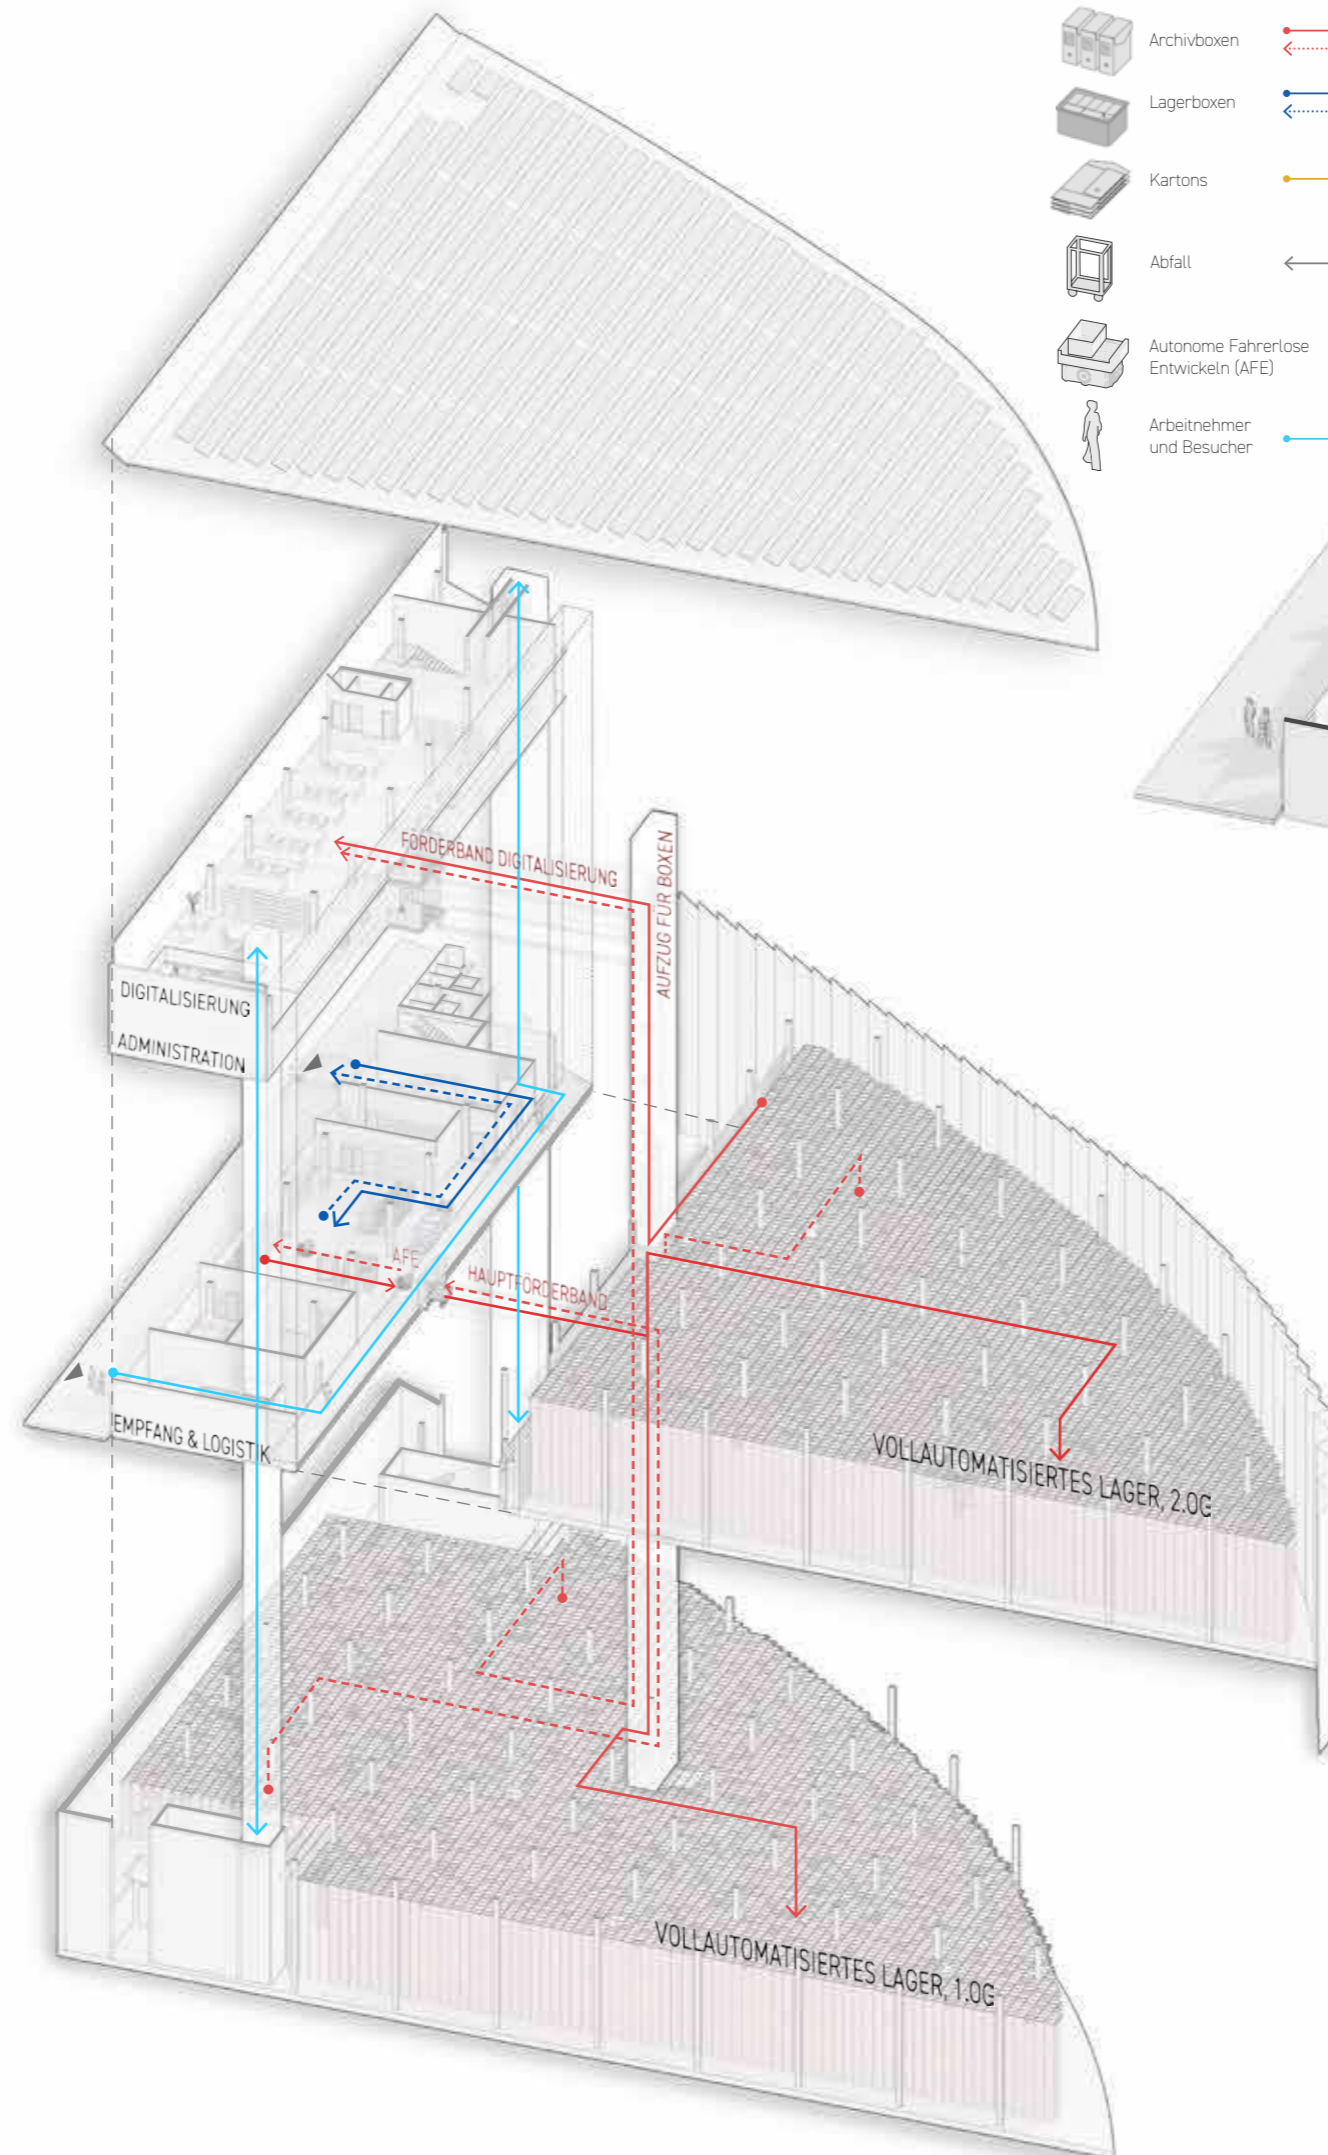 Archivboxen
Lagerboxen
Kartons
Abfall
Autonome Fahrerlose
Entwickeln (AFE)
Arbeitnehmer
und Besucher
FÖRDERBAND DIGITALISIERUNG
AUFZUG FÜR BOXEN
DIGITALISIERUNG
ADMINISTRATION
AFE
HAUPTFÖRDERBAND
EMPFANG & LOGISTIK
VOLLAUTOMATISIERTES LAGER, 2.OG
VOLLAUTOMATISIERTES LAGER, 1.OG